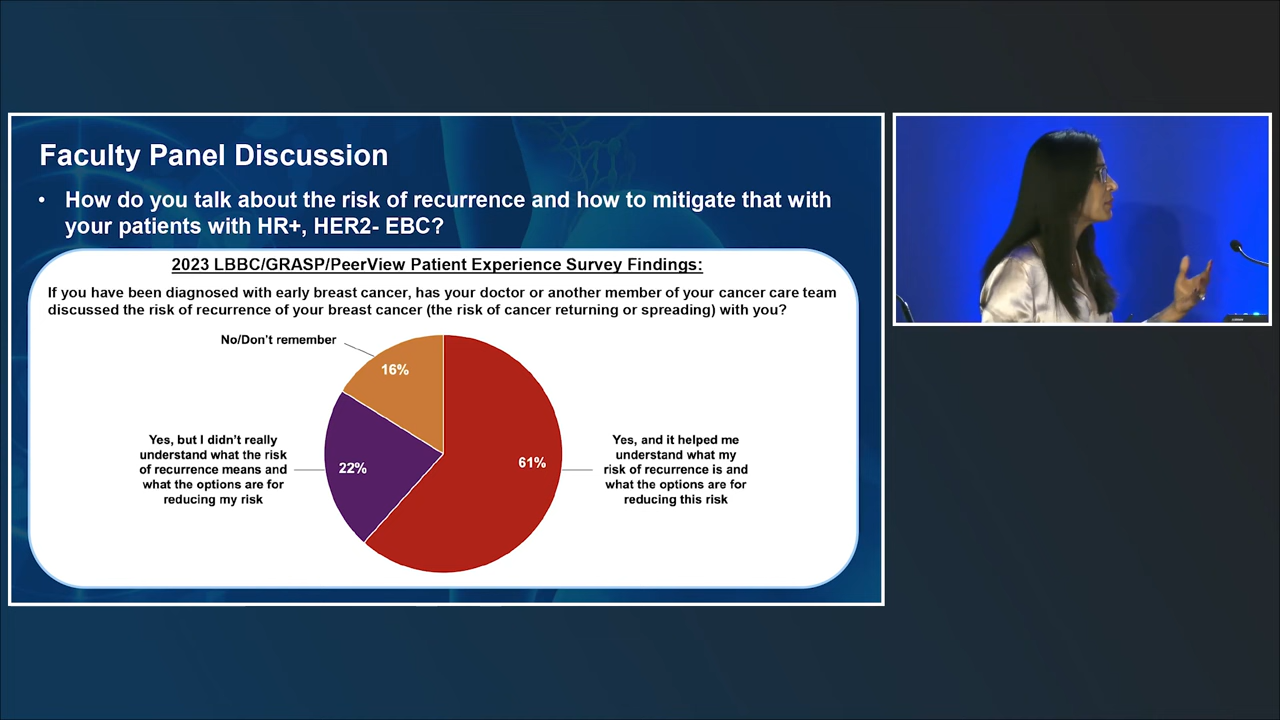 Faculty Panel Discussion
• How do you talk about the risk of recurrence and how to mitigate that with
your patients with HR+, HER2- EBC?
2023 LBBC/GRASP/PeerView Patient Experience Survey Findings:
If you have been diagnosed with early breast cancer, has your doctor or another member of your cancer care team
discussed the risk of recurrence of your breast cancer (the risk of cancer returning or spreading) with you?
No/Don't remember
16%
Yes, but I didn't really
understand what the risk
of recurrence means and
what the options are for
reducing my risk
22%
61%
Yes, and it helped me
understand what my
risk of recurrence is and
what the options are for
reducing this risk